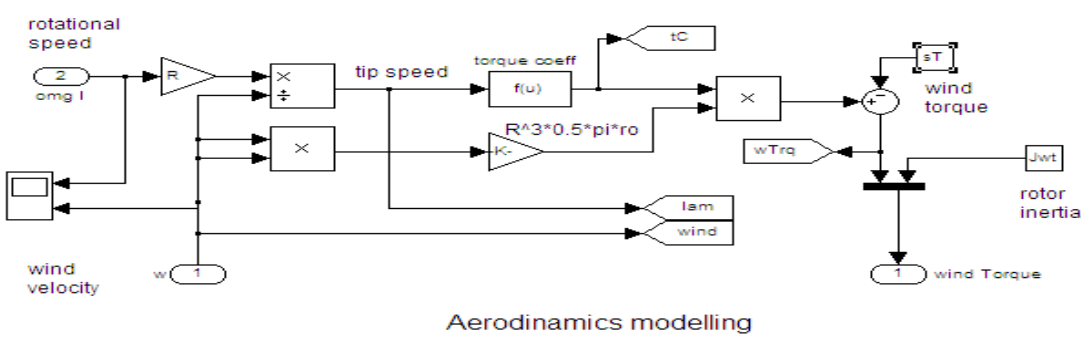 rotational
speed
2
omg l
R
×
÷
tip speed
torque coeff
f(u)
tC
×
sT
wind
torque
+
−
×
-K-
R^3*0.5*pi*ro
wTrq
Jwt
rotor
inertia
lam
wind
wind
velocity
w
1
1
wind Torque
Aerodinamics modelling